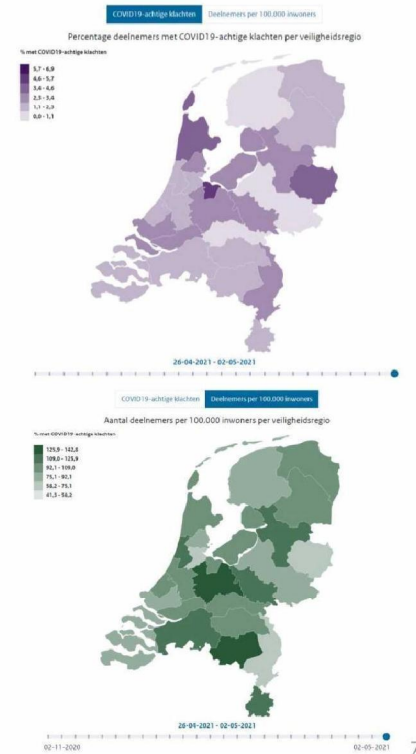 COVID19-achtige klachten Deelnemers per 100.000 inwoners
Percentage deelnemers met COVID19-achtige klachten per veiligheidsregio
% met COVID19-achtige klachten
5,7 - 6,9
4,6 - 5,7
3,4 - 4,6
2,3 - 3,4
1,1 - 2,3
0,0 - 1,1
26-04-2021 - 02-05-2021
COVID19-achtige klachten Deelnemers per 100.000 inwoners
Aantal deelnemers per 100.000 inwoners per veiligheidsregio
% met COVID19-achtige klachten
125,9 - 142,8
109,0 - 125,9
92,1 - 109,0
75,1 - 92,1
58,2 - 75,1
41,3 - 58,2
26-04-2021 - 02-05-2021
02-11-2020 02-05-2021
7